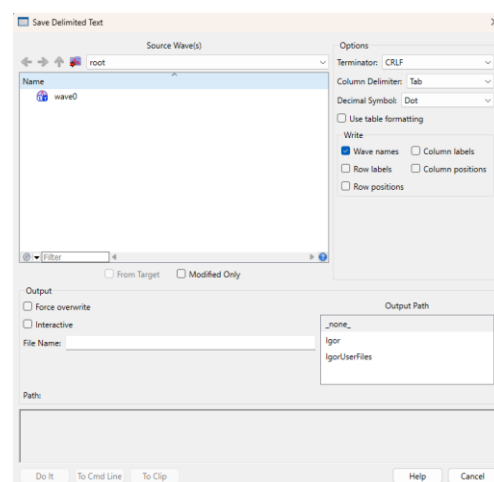 Save Delimited Text
Source Wave(s)
root
Name
wave0
Filter
From Target
Modified Only
Options
Terminator: CRLF
Column Delimiter: Tab
Decimal Symbol: Dot
Use table formatting
Write
Wave names
Column labels
Row labels
Column positions
Row positions
Output
Force overwrite
Interactive
File Name:
Path:
Output Path
_none_
Igor
IgorUserFiles
Do It
To Cmd Line
To Clip
Help
Cancel